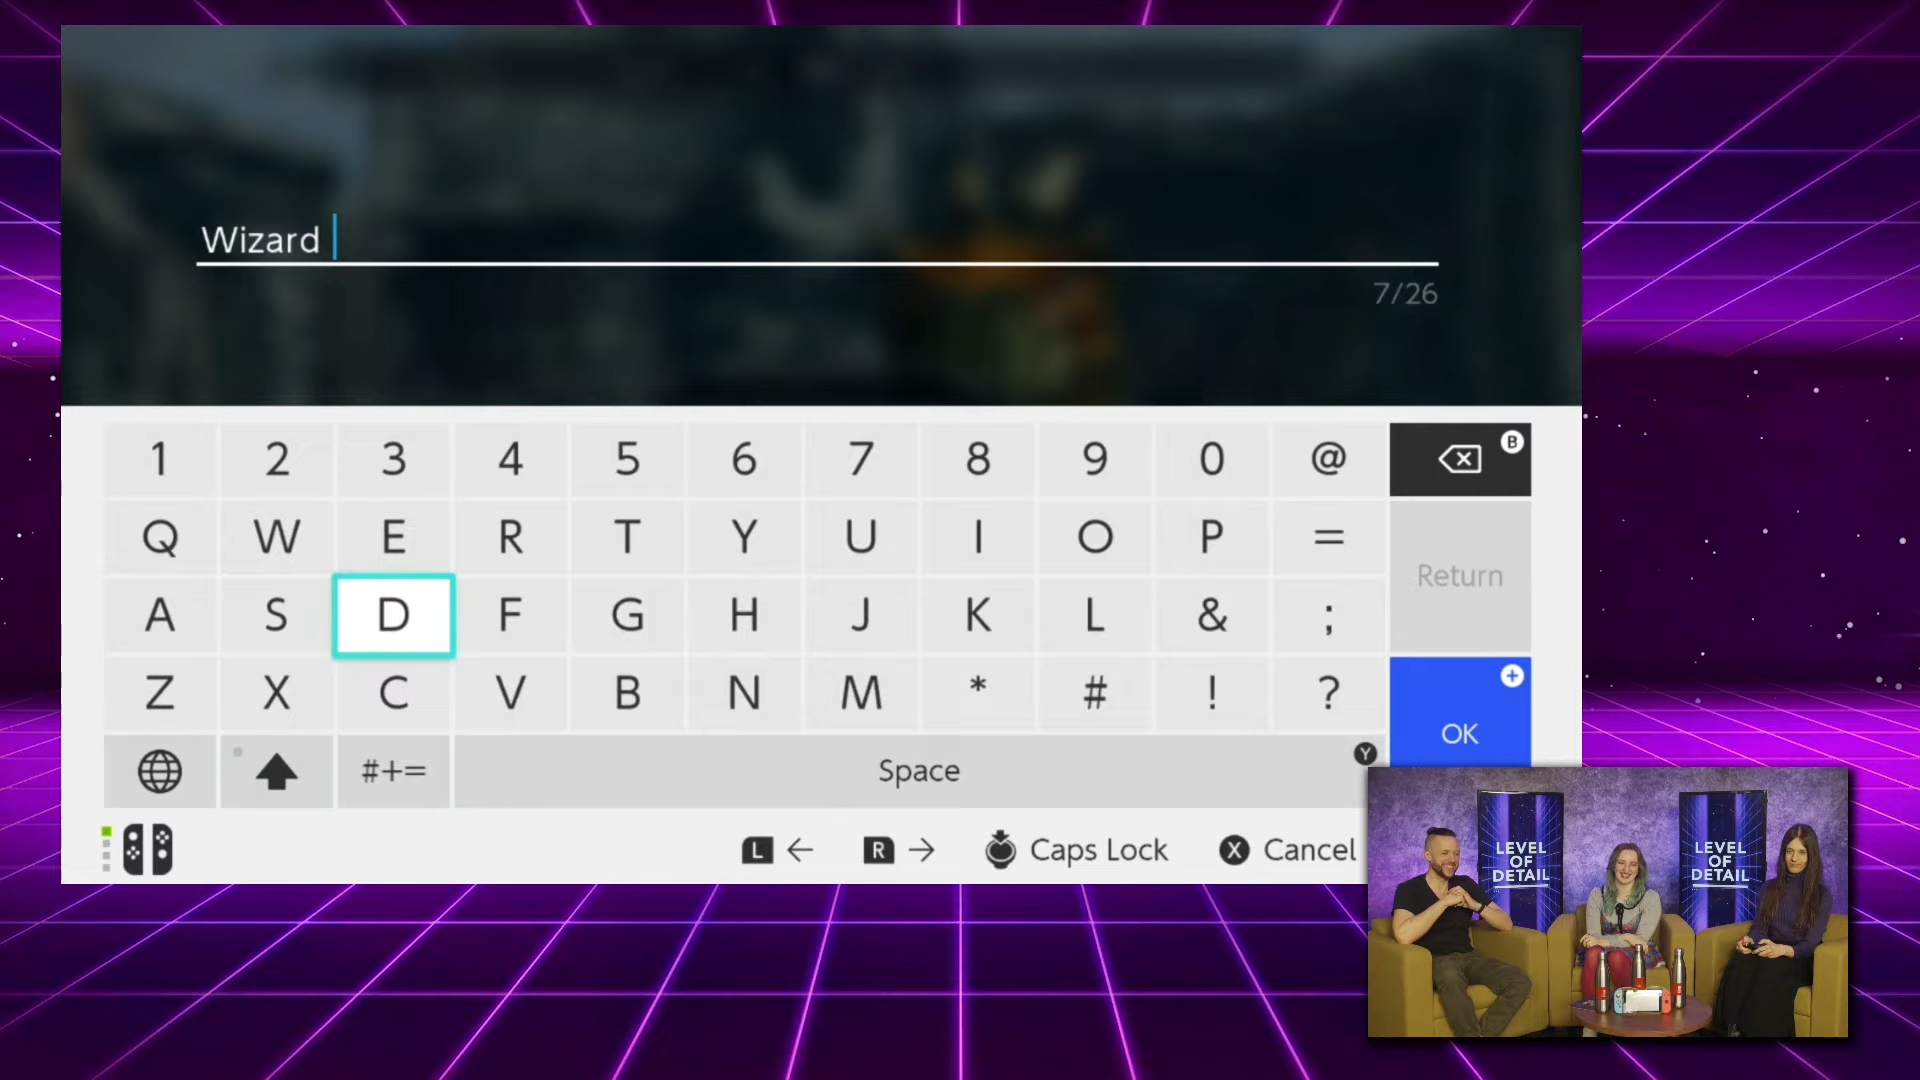 Wizard
7/26
1 2 3 4 5 6 7 8 9 0 @ B
Q W E R T Y U I O P = Return
A S D F G H J K L & ;
Z X C V B N M * # ! ? + OK
#+= Space Y
L ← R → Caps Lock X Cancel
LEVEL
OF
DETAIL
LEVEL
OF
DETAIL